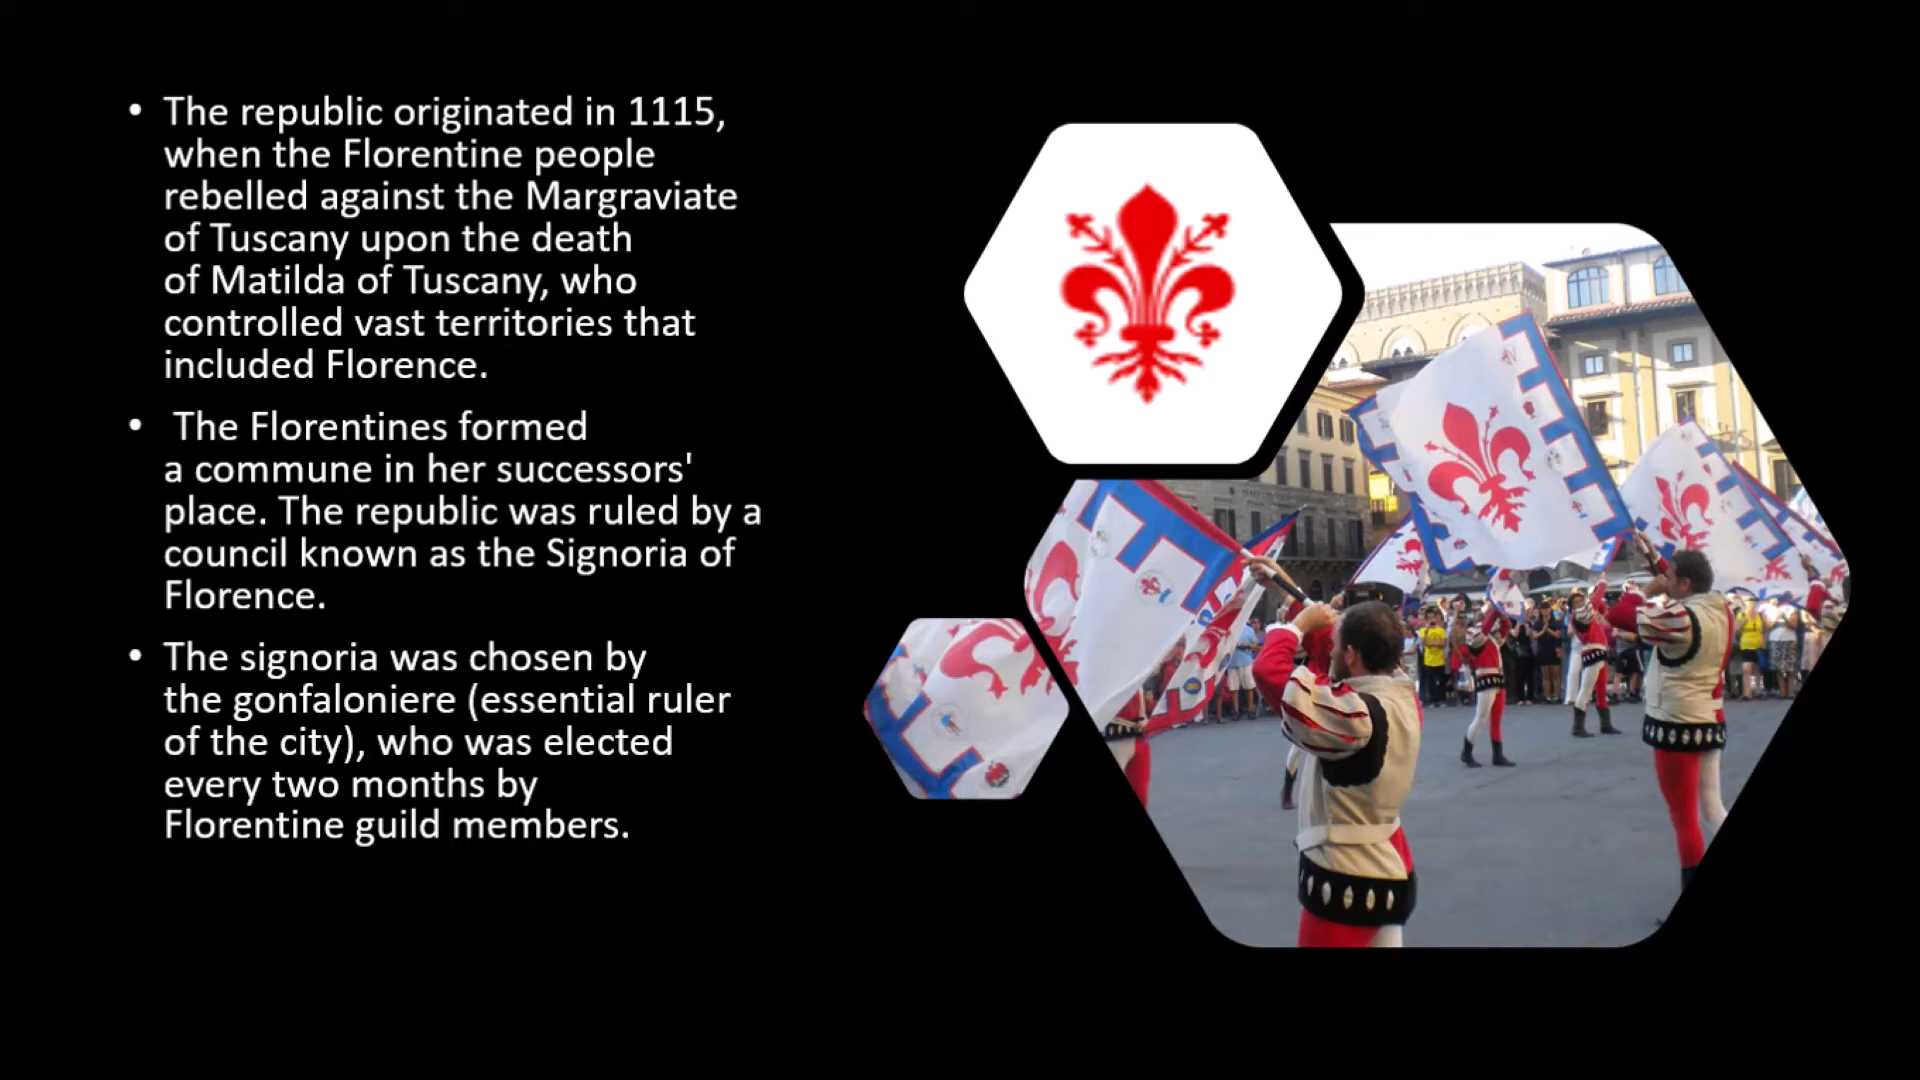 • The republic originated in 1115,
when the Florentine people
rebelled against the Margraviate
of Tuscany upon the death
of Matilda of Tuscany, who
controlled vast territories that
included Florence.
• The Florentines formed
a commune in her successors'
place. The republic was ruled by a
council known as the Signoria of
Florence.
• The signoria was chosen by
the gonfaloniere (essential ruler
of the city), who was elected
every two months by
Florentine guild members.